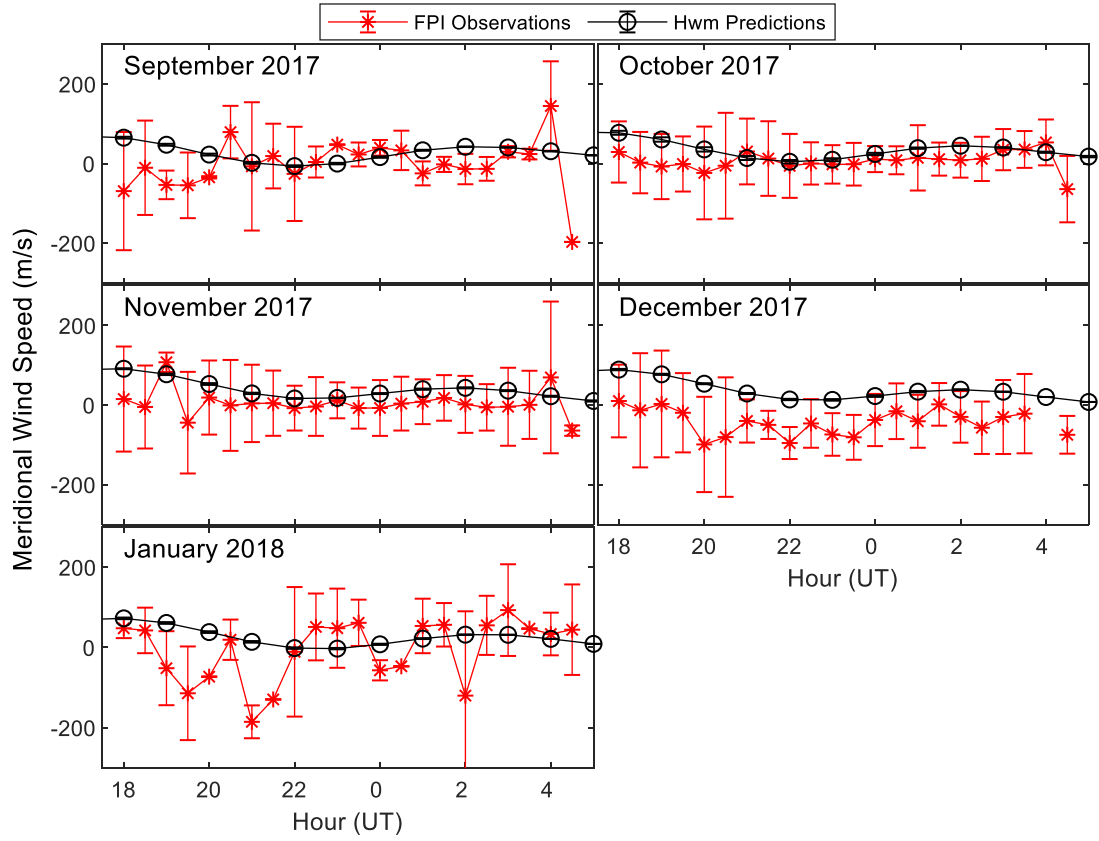 FPI Observations Hwm Predictions
September 2017 October 2017
200
0
-200
November 2017 December 2017
200
0
-200
18 20 22 0 2 4
Hour (UT)
January 2018
200
0
-200
18 20 22 0 2 4
Hour (UT)
Meridional Wind Speed (m/s)